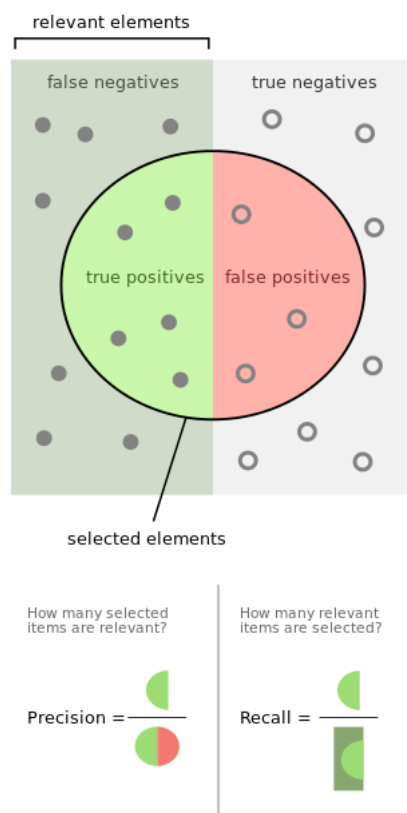 relevant elements
false negatives
true negatives
true positives
false positives
selected elements
How many selected
items are relevant?
How many relevant
items are selected?
Precision =
Recall =